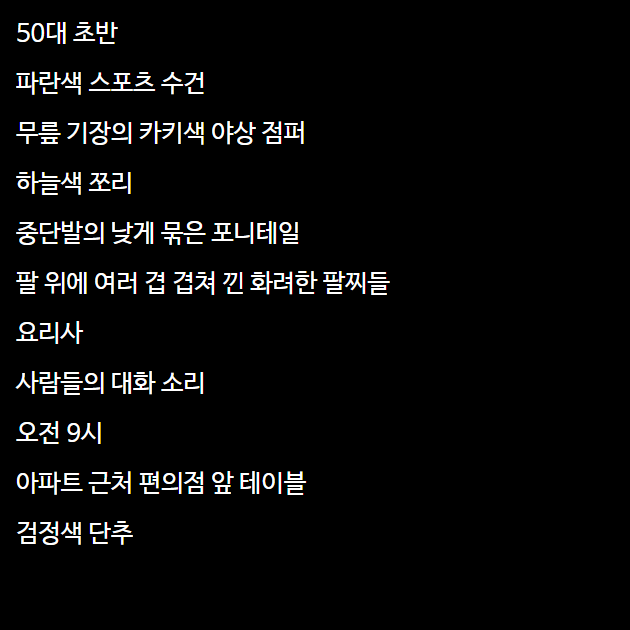 50대 초반
파란색 스포츠 수건
무릎 기장의 카키색 야상 점퍼
하늘색 쪼리
중단발의 낮게 묶은 포니테일
팔 위에 여러 겹 겹쳐 낀 화려한 팔찌들
요리사
사람들의 대화 소리
오전 9시
아파트 근처 편의점 앞 테이블
검정색 단추